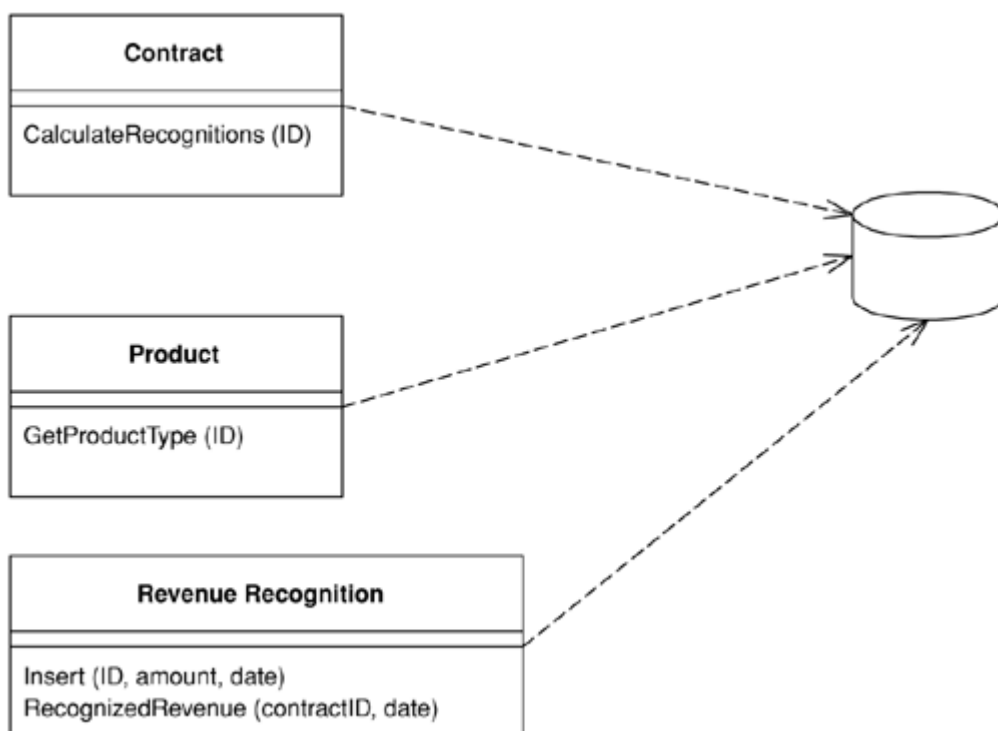 Contract
CalculateRecognitions (ID)
Product
GetProductType (ID)
Revenue Recognition
Insert (ID, amount, date)
RecognizedRevenue (contractID, date)